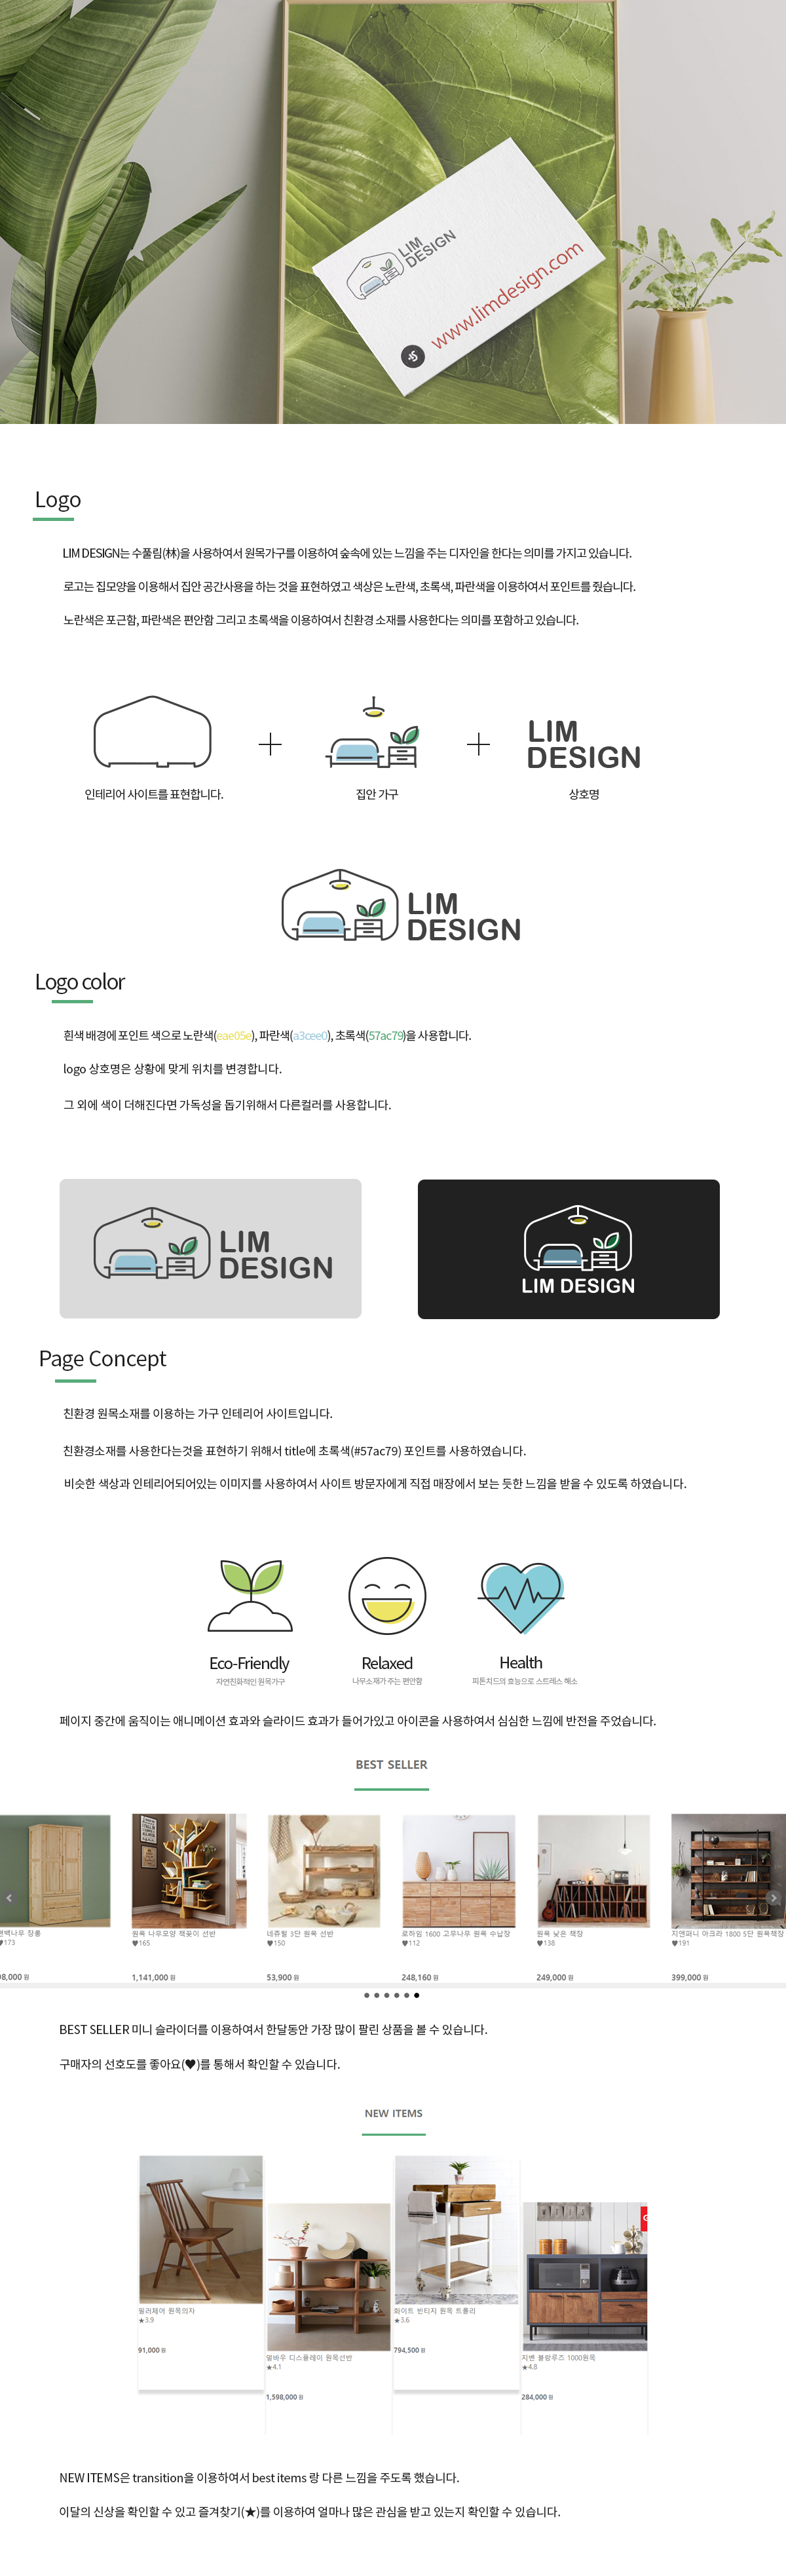 LIM
DESIGN
www.limdesign.com
Logo
LIM DESIGN는 수풀림(林)을 사용하여서 원목가구를 이용하여 숲속에 있는 느낌을 주는 디자인을 한다는 의미를 가지고 있습니다.
로고는 집모양을 이용해서 집안 공간사용을 하는 것을 표현하였고 색상은 노란색, 초록색, 파란색을 이용하여서 포인트를 줬습니다.
노란색은 포근함, 파란색은 편안함 그리고 초록색을 이용하여서 친환경 소재를 사용한다는 의미를 포함하고 있습니다.
LIM
DESIGN
인테리어 사이트를 표현합니다.
집안 가구
상호명
LIM
DESIGN
Logo color
흰색 배경에 포인트 색으로 노란색(eae05e), 파란색(a3cee0), 초록색(57ac79)을 사용합니다.
logo 상호명은 상황에 맞게 위치를 변경합니다.
그 외에 색이 더해진다면 가독성을 돕기위해서 다른컬러를 사용합니다.
LIM
DESIGN
LIM DESIGN
Page Concept
친환경 원목소재를 이용하는 가구 인테리어 사이트입니다.
친환경소재를 사용한다는것을 표현하기 위해서 title에 초록색(#57ac79) 포인트를 사용하였습니다.
비슷한 색상과 인테리어되어있는 이미지를 사용하여서 사이트 방문자에게 직접 매장에서 보는 듯한 느낌을 받을 수 있도록 하였습니다.
Eco-Friendly
자연친화적인 원목가구
Relaxed
나무소재가 주는 편안함
Health
피톤치드의 효능으로 스트레스 해소
페이지 중간에 움직이는 애니메이션 효과와 슬라이드 효과가 들어가있고 아이콘을 사용하여서 심심한 느낌에 반전을 주었습니다.
BEST SELLER
편백나무 장롱
♥173
98,000 원
원목 나무모양 책꽂이 선반
♥165
1,141,000 원
네츄럴 3단 원목 선반
♥150
53,900 원
로하임 1600 고무나무 원목 수납장
♥112
248,160 원
원목 낮은 책장
♥138
249,000 원
지앤퍼니 아크라 1800 5단 원목책장
♥191
399,000 원
BEST SELLER 미니 슬라이더를 이용하여서 한달동안 가장 많이 팔린 상품을 볼 수 있습니다.
구매자의 선호도를 좋아요(♥)를 통해서 확인할 수 있습니다.
NEW ITEMS
필러체어 원목의자
★3.9
91,000 원
멀바우 디스플레이 원목선반
★4.1
1,598,000 원
화이트 빈티지 원목 트롤리
★3.6
794,500 원
지벤 블랑루즈 1000원목
★4.8
284,000 원
NEW ITEMS은 transition을 이용하여서 best items 랑 다른 느낌을 주도록 했습니다.
이달의 신상을 확인할 수 있고 즐겨찾기(★)를 이용하여 얼마나 많은 관심을 받고 있는지 확인할 수 있습니다.